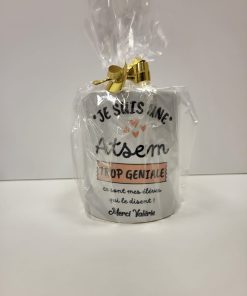 "JE SUIS UNE"
Atsem
TROP GENIALE
ce sont mes élèves
qui le disent !
Merci Valérie